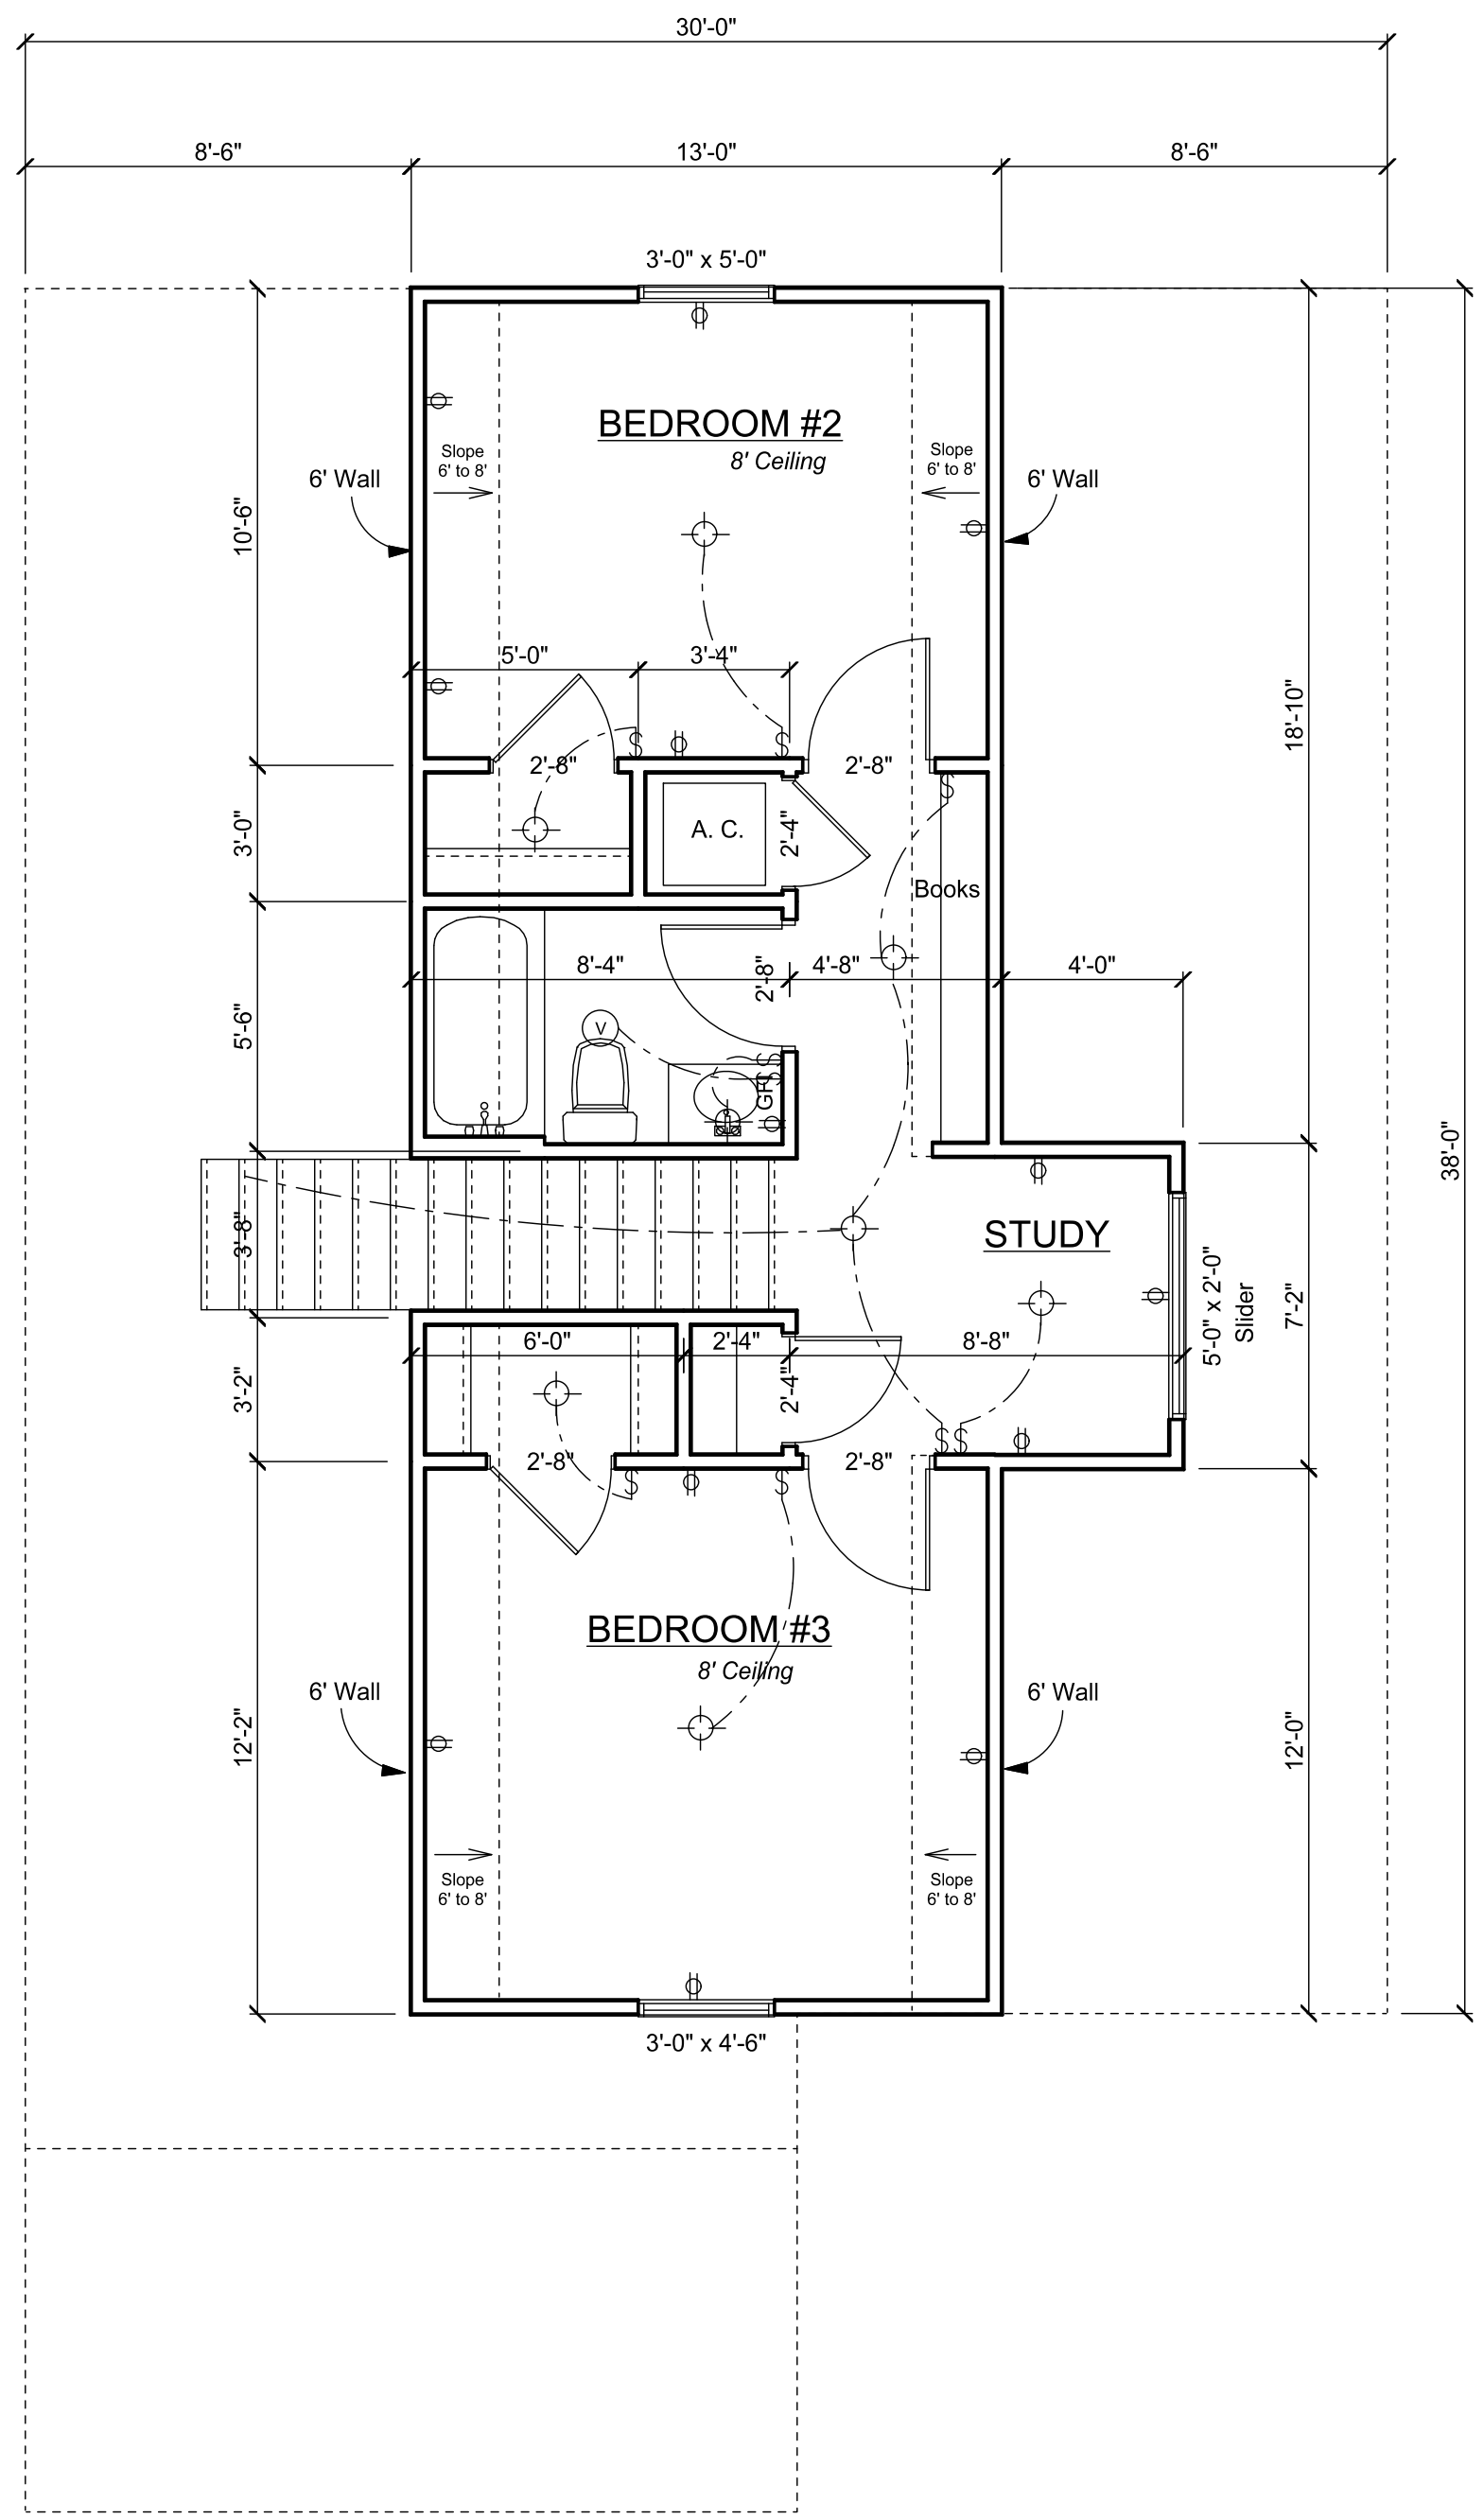 30'-0"
8'-6"
13'-0"
8'-6"
3'-0" x 5'-0"
BEDROOM #2
8' Ceiling
Slope
6' to 8'
Slope
6' to 8'
6' Wall
6' Wall
10'-6"
18'-10"
38'-0"
5'-0"
3'-4"
2'-8"
2'-8"
3'-0"
A. C.
2'-4"
Books
8'-4"
2'-8"
4'-8"
4'-0"
5'-6"
V
GFI
S
S
S
S
S
S
3'-8"
STUDY
5'-0" x 2'-0"
Slider
7'-2"
6'-0"
2'-4"
8'-8"
3'-2"
2'-4"
2'-8"
2'-8"
S
S
S
S
BEDROOM #3
8' Ceiling
6' Wall
6' Wall
12'-2"
12'-0"
Slope
6' to 8'
Slope
6' to 8'
3'-0" x 4'-6"